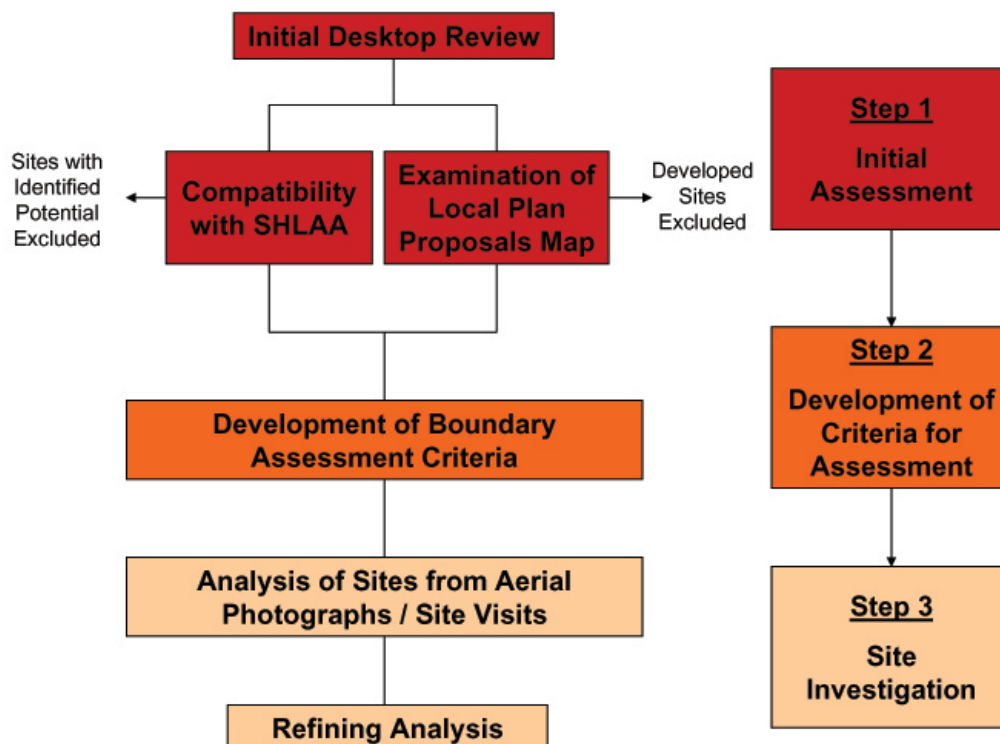 Initial Desktop Review
Sites with
Identified
Potential
Excluded
Compatibility
with SHLAA
Examination of
Local Plan
Proposals Map
Developed
Sites
Excluded
Development of Boundary
Assessment Criteria
Analysis of Sites from Aerial
Photographs / Site Visits
Refining Analysis
Step 1
Initial
Assessment
Step 2
Development of
Criteria for
Assessment
Step 3
Site
Investigation